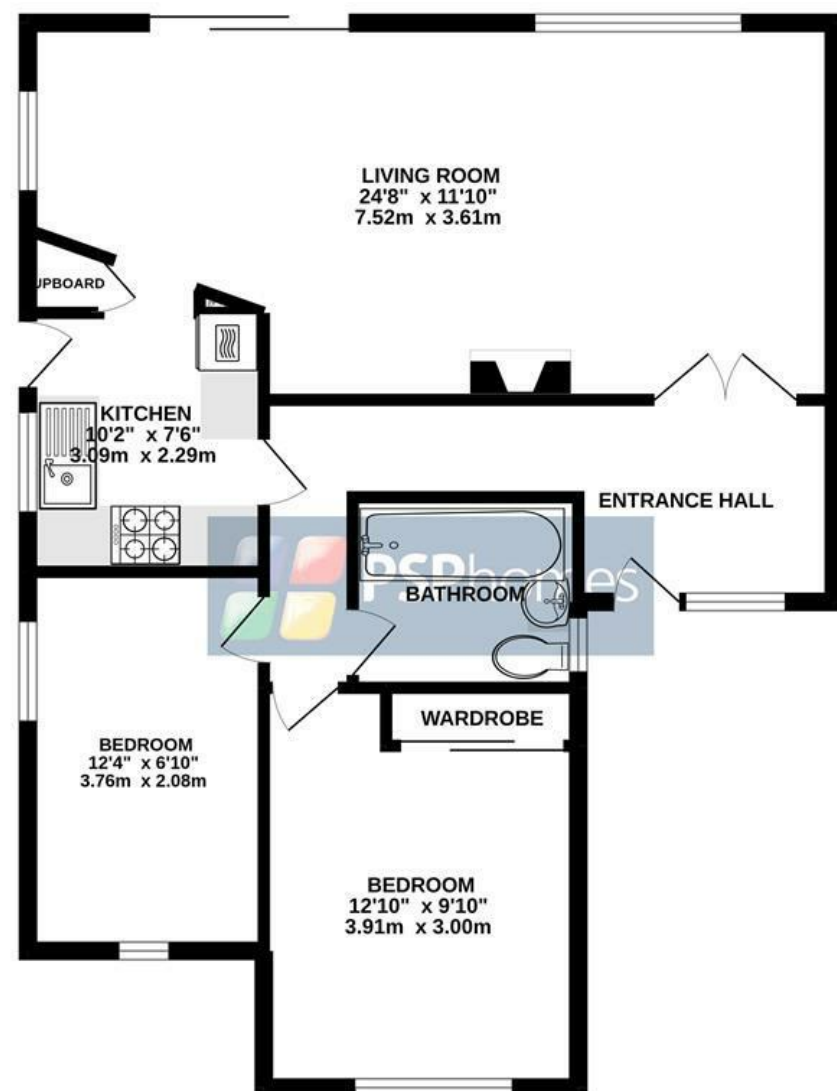 LIVING ROOM
24'8" x 11'10"
7.52m x 3.61m
UPBOARD
KITCHEN
10'2" x 7'6"
3.09m x 2.29m
ENTRANCE HALL
PSPhomes
BATHROOM
WARDROBE
BEDROOM
12'4" x 6'10"
3.76m x 2.08m
BEDROOM
12'10" x 9'10"
3.91m x 3.00m